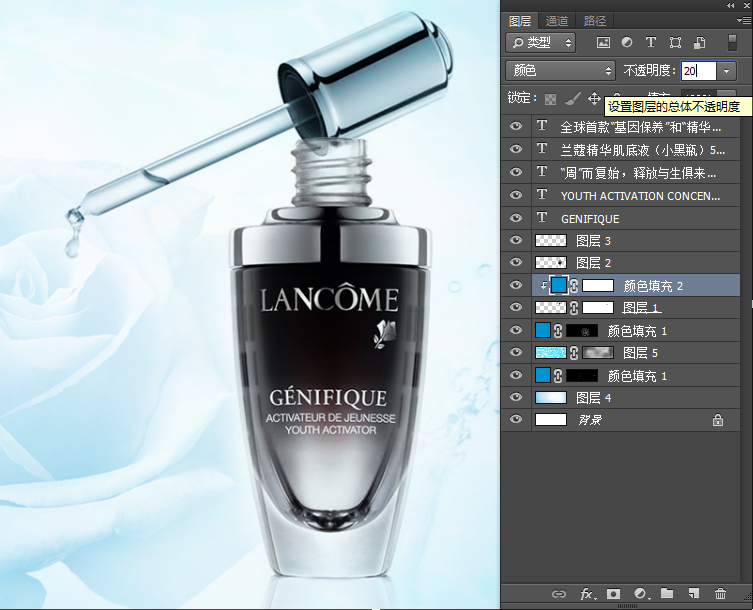 LANCÔME
GÉNIFIQUE
ACTIVATEUR DE JEUNESSE
YOUTH ACTIVATOR
图层 通道 路径
类型
颜色 不透明度: 20
锁定:
设置图层的总体不透明度
T 全球首款"基因保养"和"精华...
T 兰蔻精华肌底液（小黑瓶）5...
T "周"而复始，释放与生俱来...
T YOUTH ACTIVATION CONCEN...
T GENIFIQUE
图层 3
图层 2
颜色填充 2
图层 1
颜色填充 1
图层 5
颜色填充 1
图层 4
背景
fx